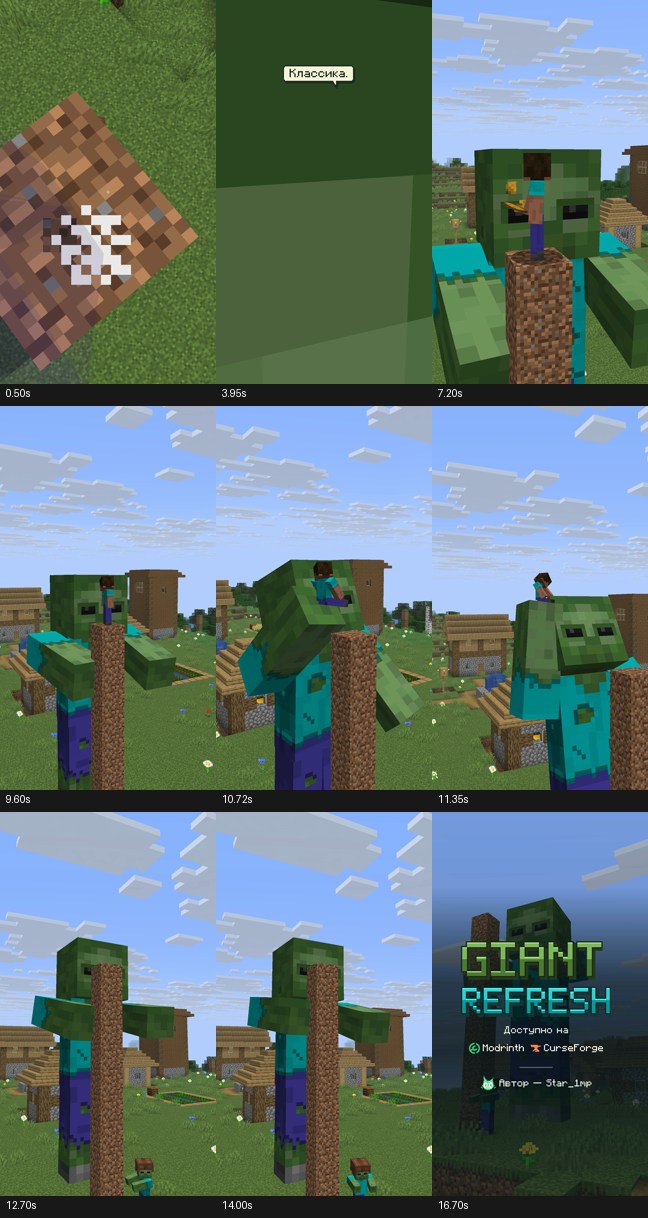 Классика.
0.50s
3.95s
7.20s
9.60s
10.72s
11.35s
GIANT
REFRESH
Доступно на
Modrinth CurseForge
Автор — Star_1mp
12.70s
14.00s
16.70s